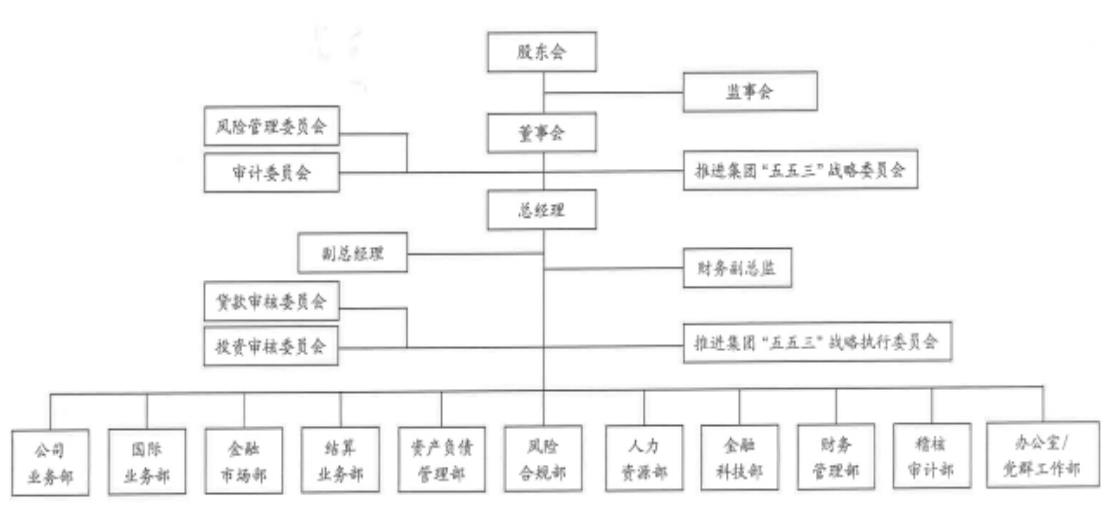 股东会
监事会
风险管理委员会
董事会
审计委员会
推进集团“五五三”战略委员会
总经理
副总经理
财务副总监
贷款审核委员会
投资审核委员会
推进集团“五五三”战略执行委员会
公司
业务部
国际
业务部
金融
市场部
结算
业务部
资产负债
管理部
风险
合规部
人力
资源部
金融
科技部
财务
管理部
稽核
审计部
办公室/
党群工作部